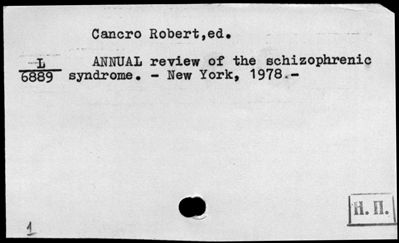 Cancro Robert,ed.
L
6889
ANNUAL review of the schizophrenic
syndrome. - New York, 1978.-
1
Н. П.